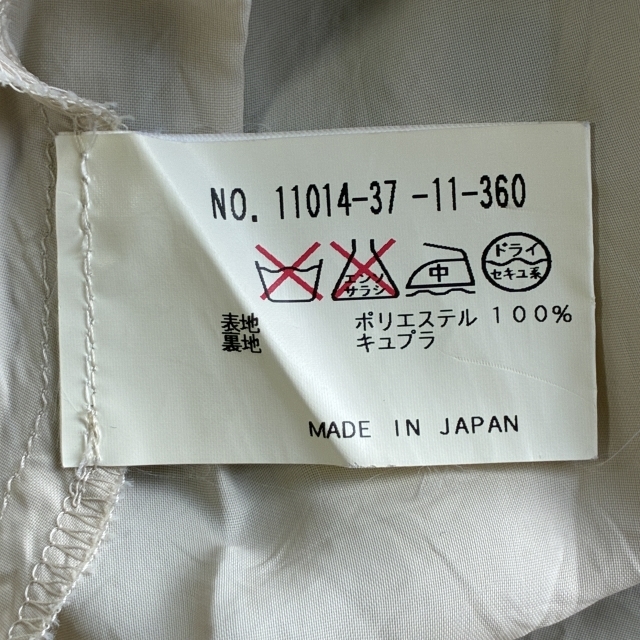 NO. 11014-37 -11-360
エンソサラシ
中
ドライ
セキユ系
表地 ポリエステル 100%
裏地 キュプラ
MADE IN JAPAN